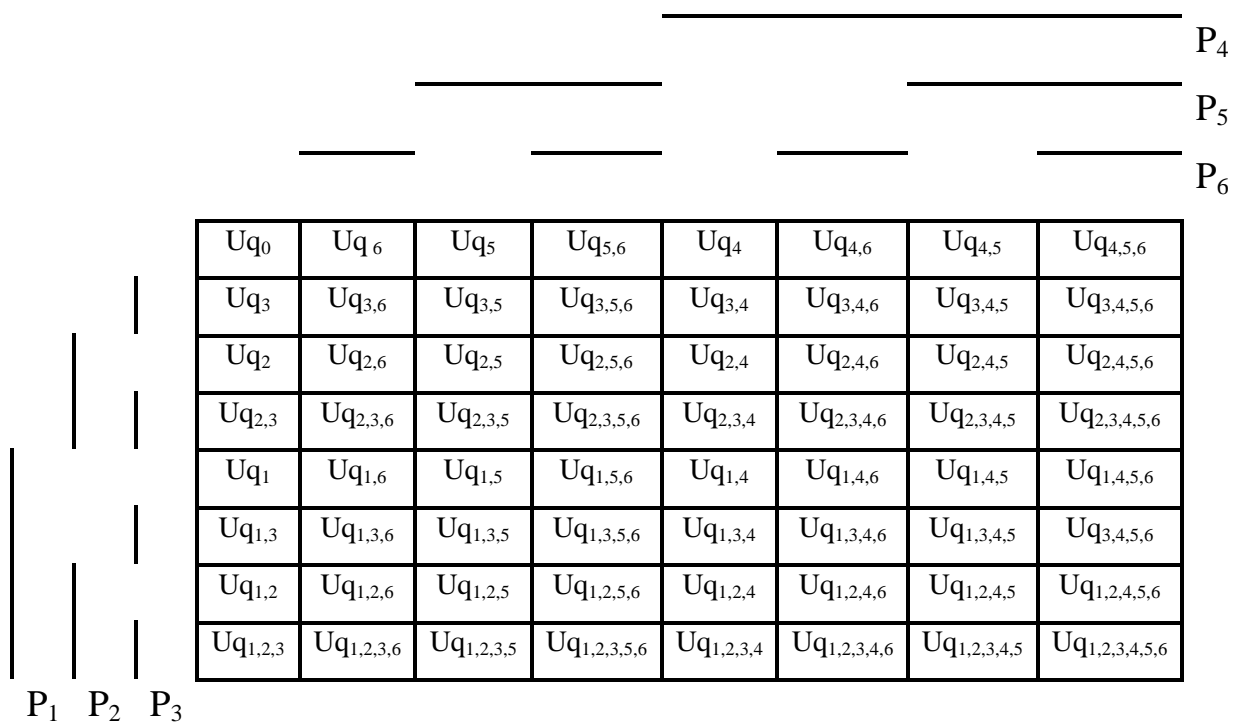 P₄
P₅
P₆
Uq₀ Uq ₆ Uq₅ Uq₅,₆ Uq₄ Uq₄,₆ Uq₄,₅ Uq₄,₅,₆
Uq₃ Uq₃,₆ Uq₃,₅ Uq₃,₅,₆ Uq₃,₄ Uq₃,₄,₆ Uq₃,₄,₅ Uq₃,₄,₅,₆
Uq₂ Uq₂,₆ Uq₂,₅ Uq₂,₅,₆ Uq₂,₄ Uq₂,₄,₆ Uq₂,₄,₅ Uq₂,₄,₅,₆
Uq₂,₃ Uq₂,₃,₆ Uq₂,₃,₅ Uq₂,₃,₅,₆ Uq₂,₃,₄ Uq₂,₃,₄,₆ Uq₂,₃,₄,₅ Uq₂,₃,₄,₅,₆
Uq₁ Uq₁,₆ Uq₁,₅ Uq₁,₅,₆ Uq₁,₄ Uq₁,₄,₆ Uq₁,₄,₅ Uq₁,₄,₅,₆
Uq₁,₃ Uq₁,₃,₆ Uq₁,₃,₅ Uq₁,₃,₅,₆ Uq₁,₃,₄ Uq₁,₃,₄,₆ Uq₁,₃,₄,₅ Uq₃,₄,₅,₆
Uq₁,₂ Uq₁,₂,₆ Uq₁,₂,₅ Uq₁,₂,₅,₆ Uq₁,₂,₄ Uq₁,₂,₄,₆ Uq₁,₂,₄,₅ Uq₁,₂,₄,₅,₆
Uq₁,₂,₃ Uq₁,₂,₃,₆ Uq₁,₂,₃,₅ Uq₁,₂,₃,₅,₆ Uq₁,₂,₃,₄ Uq₁,₂,₃,₄,₆ Uq₁,₂,₃,₄,₅ Uq₁,₂,₃,₄,₅,₆
P₁ P₂ P₃